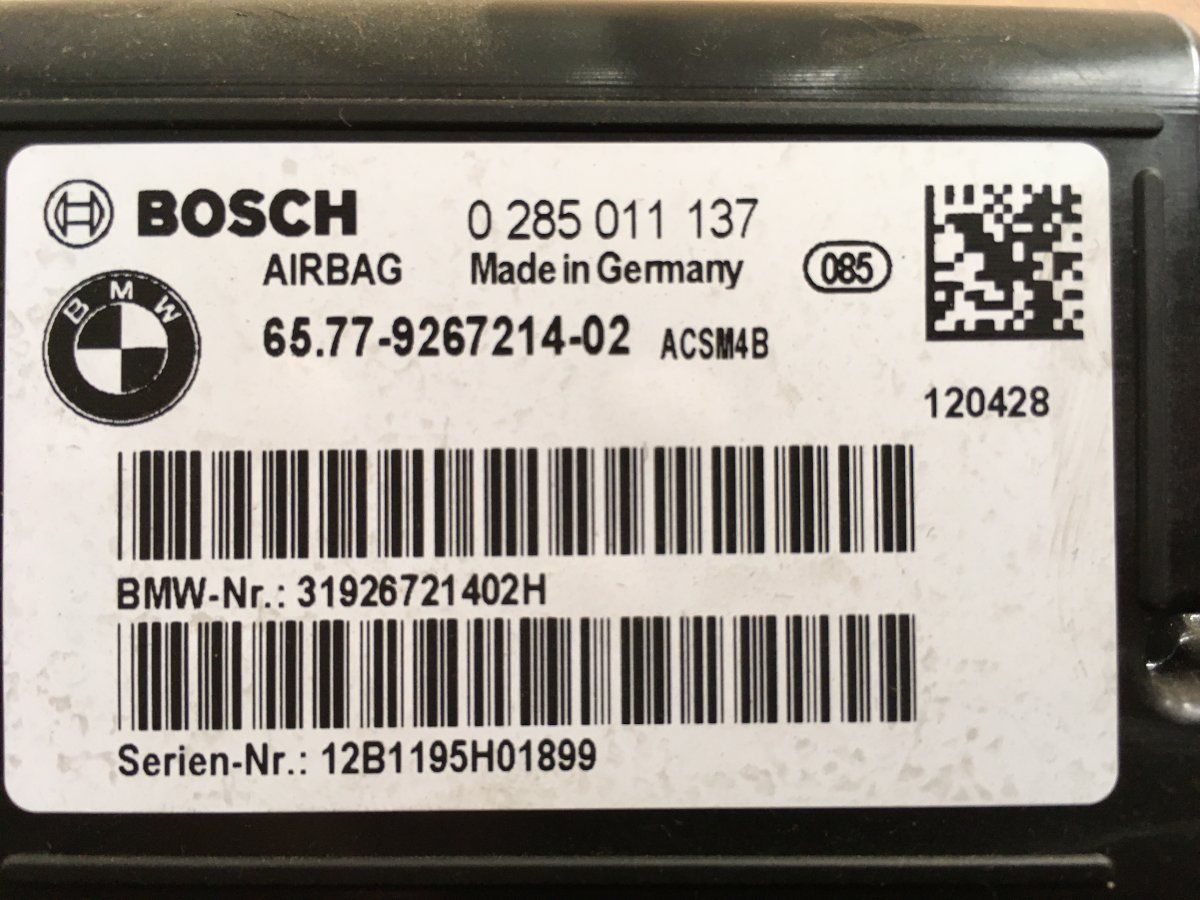 BOSCH 0 285 011 137
AIRBAG Made in Germany 085
BMW
65.77-9267214-02 ACSM4B
120428
BMW-Nr.: 31926721402H
Serien-Nr.: 12B1195H01899